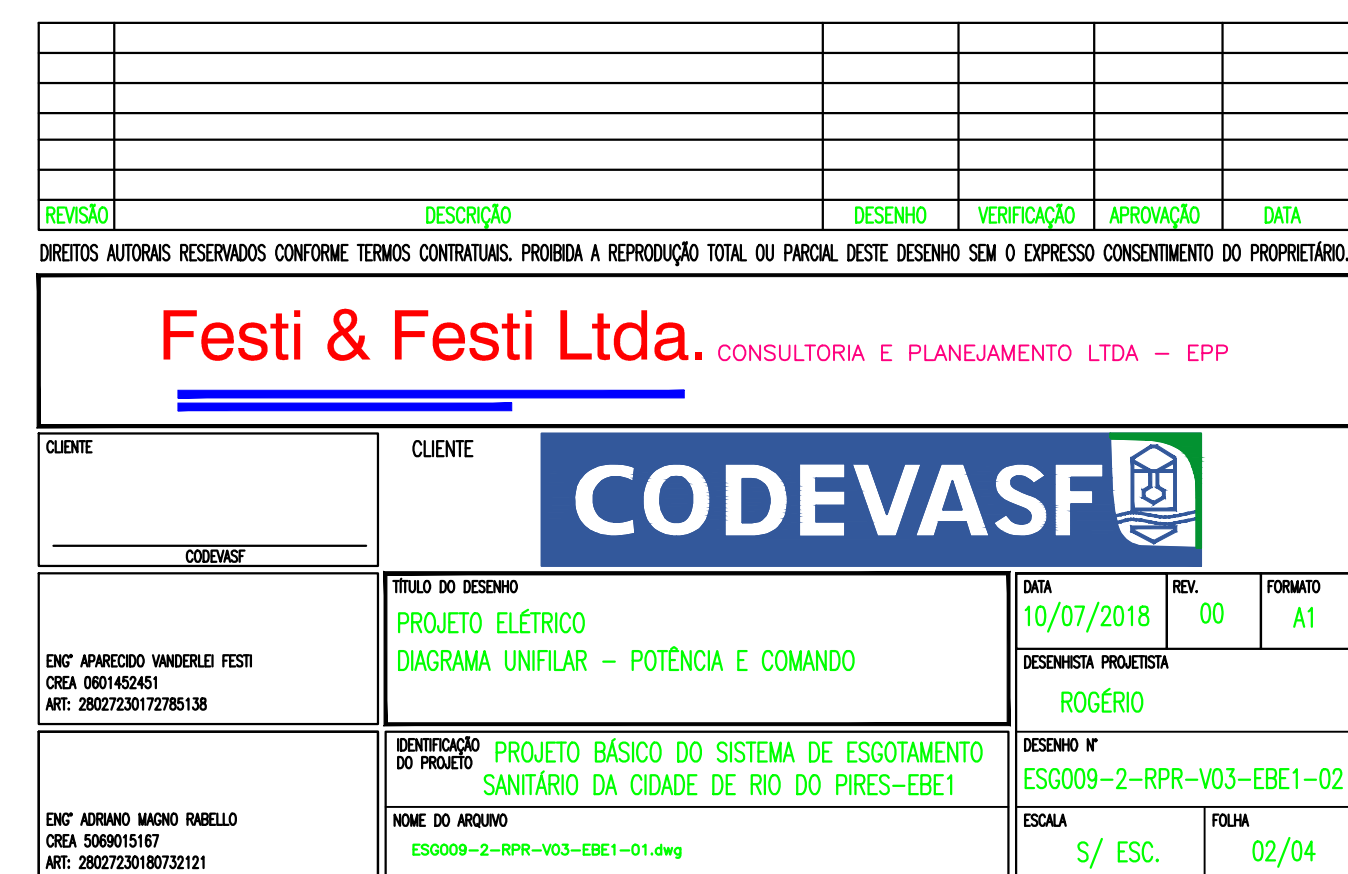 REVISÃO DESCRIÇÃO DESENHO VERIFICAÇÃO APROVAÇÃO DATA
DIREITOS AUTORAIS RESERVADOS CONFORME TERMOS CONTRATUAIS. PROIBIDA A REPRODUÇÃO TOTAL OU PARCIAL DESTE DESENHO SEM O EXPRESSO CONSENTIMENTO DO PROPRIETÁRIO.
Festi & Festi Ltda. CONSULTORIA E PLANEJAMENTO LTDA – EPP
CLIENTE
CODEVASF
CLIENTE
CODEVASF
ENG° APARECIDO VANDERLEI FESTI
CREA 0601452451
ART: 28027230172785138
TÍTULO DO DESENHO
PROJETO ELÉTRICO
DIAGRAMA UNIFILAR – POTÊNCIA E COMANDO
DATA
10/07/2018
REV.
00
FORMATO
A1
DESENHISTA PROJETISTA
ROGÉRIO
ENG° ADRIANO MAGNO RABELLO
CREA 5069015167
ART: 28027230180732121
IDENTIFICAÇÃO
DO PROJETO
PROJETO BÁSICO DO SISTEMA DE ESGOTAMENTO
SANITÁRIO DA CIDADE DE RIO DO PIRES–EBE1
DESENHO N°
ESG009–2–RPR–V03–EBE1–02
NOME DO ARQUIVO
ESG009–2–RPR–V03–EBE1–01.dwg
ESCALA
S/ ESC.
FOLHA
02/04